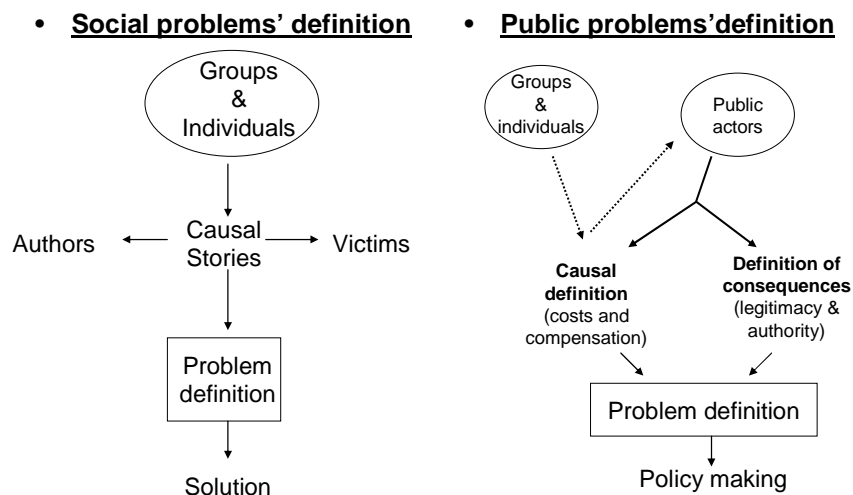 • Social problems' definition
Groups
&
Individuals
Authors
Causal
Stories
Victims
Problem
definition
Solution
• Public problems'definition
Groups
&
individuals
Public
actors
Causal
definition
(costs and
compensation)
Definition of
consequences
(legitimacy &
authority)
Problem definition
Policy making